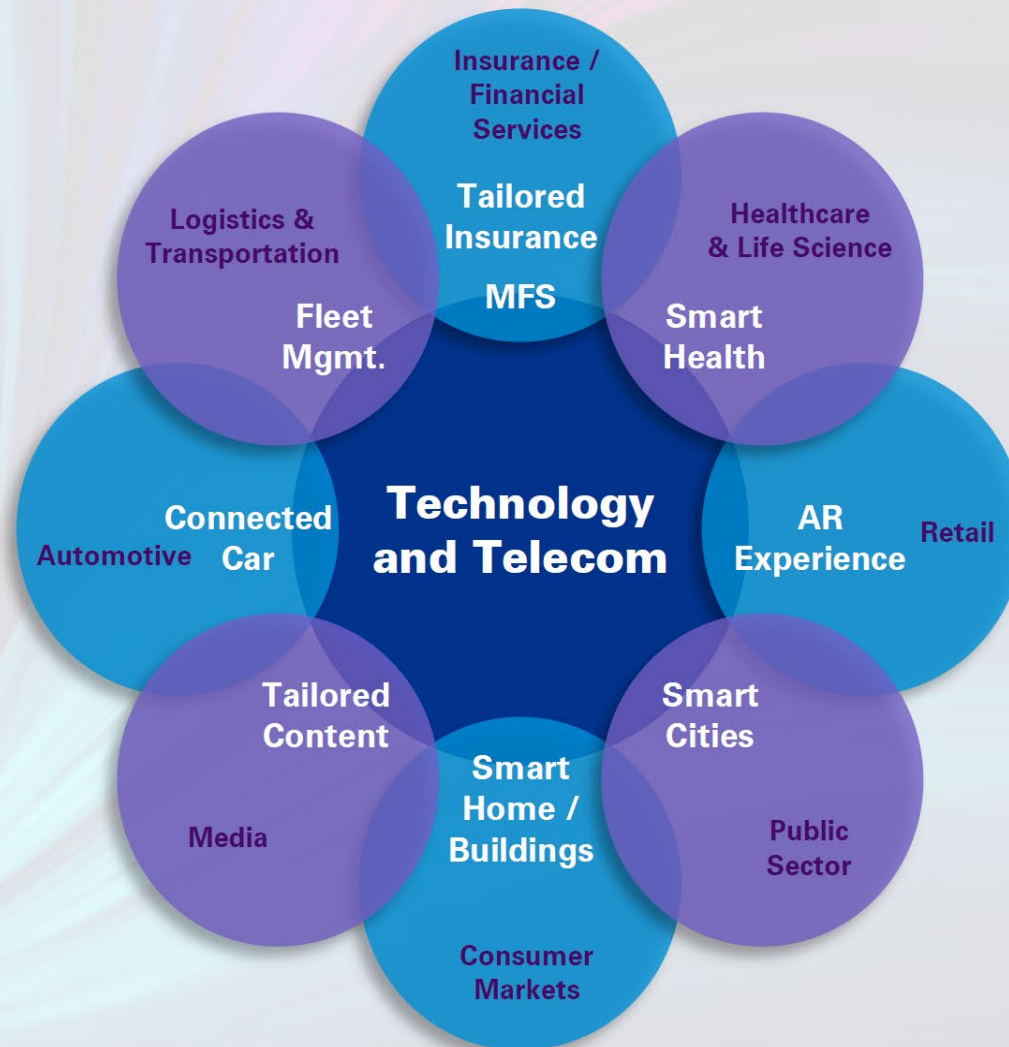 Insurance /
Financial
Services
Tailored
Insurance
MFS
Logistics &
Transportation
Fleet
Mgmt.
Healthcare
& Life Science
Smart
Health
Automotive
Connected
Car
Technology
and Telecom
AR
Experience
Retail
Tailored
Content
Media
Smart
Home /
Buildings
Consumer
Markets
Smart
Cities
Public
Sector